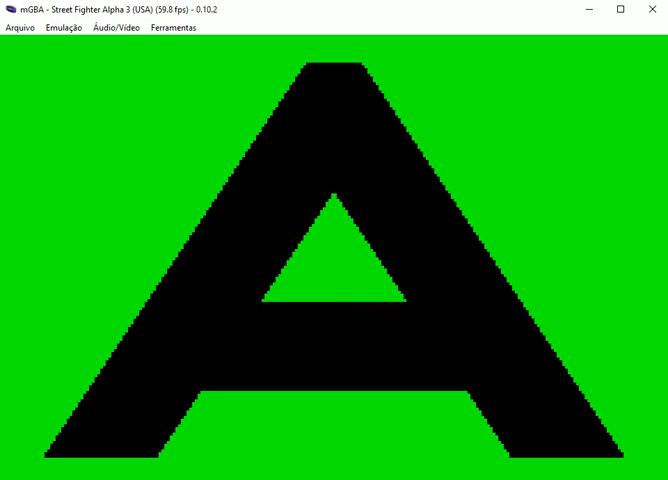 mGBA - Street Fighter Alpha 3 (USA) (59.8 fps) - 0.10.2
Arquivo Emulação Áudio/Vídeo Ferramentas
A